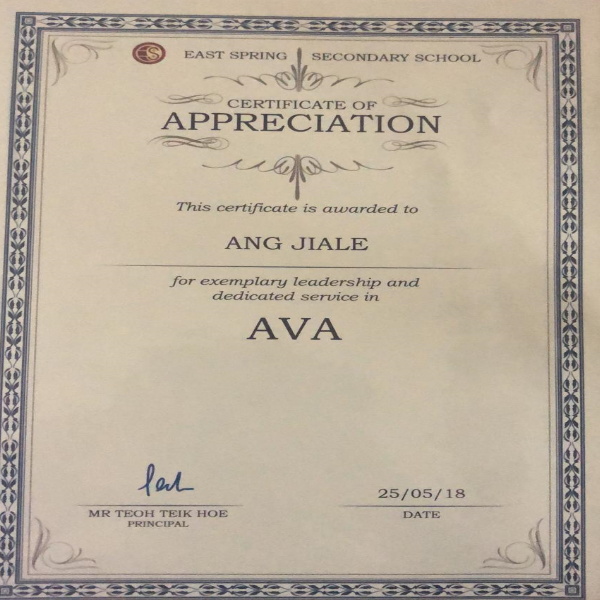 EAST SPRING SECONDARY SCHOOL
CERTIFICATE OF
APPRECIATION
This certificate is awarded to
ANG JIALE
for exemplary leadership and
dedicated service in
AVA
MR TEOH TEIK HOE
PRINCIPAL
25/05/18
DATE